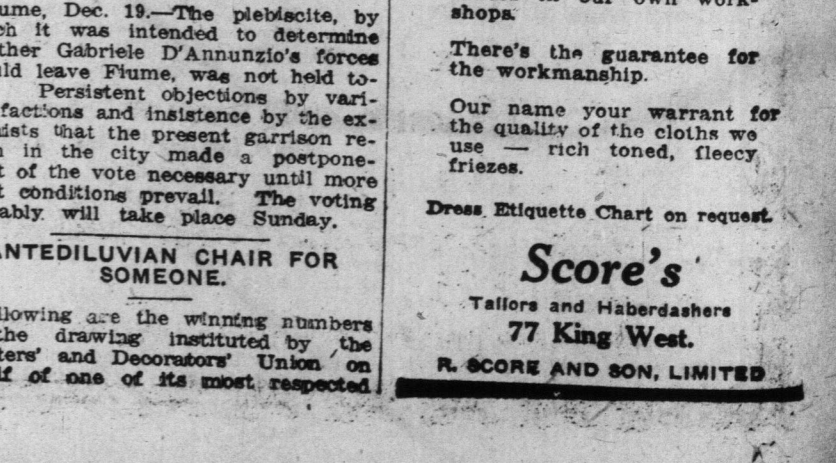 ume, Dec. 19.—The plebiscite, by
ch it was intended to determine
ther Gabriele D'Annunzio's forces
ld leave Fiume, was not held to-
Persistent objections by vari-
factions and insistence by the ex-
ists that the present garrison re-
n in the city made a postpone-
t of the vote necessary until more
t conditions prevail. The voting
ably will take place Sunday.
ANTEDILUVIAN CHAIR FOR
SOMEONE.
llowing are the winning numbers
the drawing instituted by the
ters' and Decorators' Union on
lf of one of its most respected
in our own work-
shops.
There's the guarantee for
the workmanship.
Our name your warrant for
the quality of the cloths we
use — rich toned, fleecy
friezes.
Dress Etiquette Chart on request.
Score's
Tailors and Haberdashers
77 King West.
R. SCORE AND SON, LIMITED